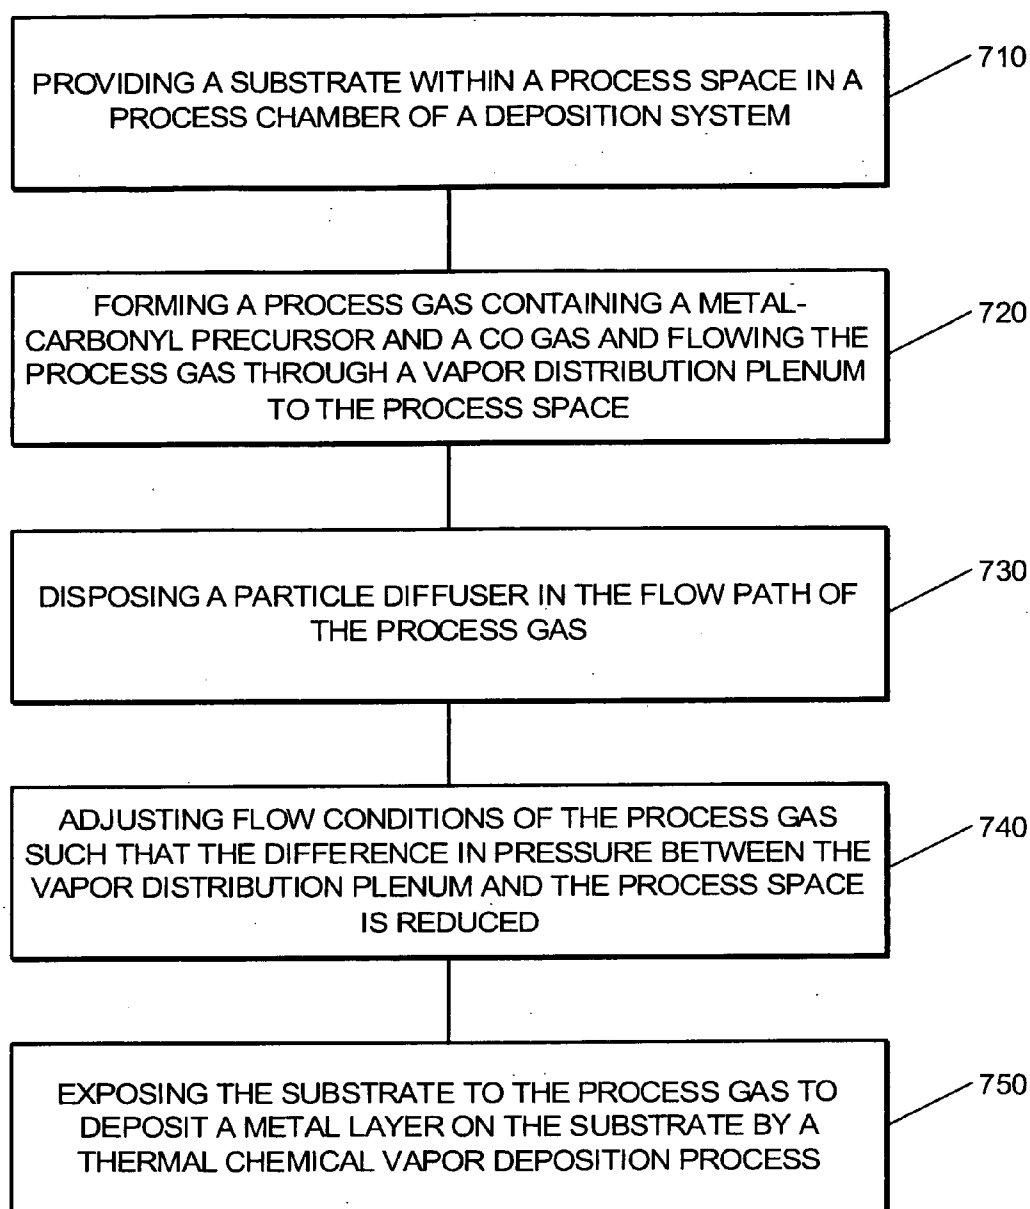 PROVIDING A SUBSTRATE WITHIN A PROCESS SPACE IN A
PROCESS CHAMBER OF A DEPOSITION SYSTEM
710
FORMING A PROCESS GAS CONTAINING A METAL-
CARBONYL PRECURSOR AND A CO GAS AND FLOWING THE
PROCESS GAS THROUGH A VAPOR DISTRIBUTION PLENUM
TO THE PROCESS SPACE
720
DISPOSING A PARTICLE DIFFUSER IN THE FLOW PATH OF
THE PROCESS GAS
730
ADJUSTING FLOW CONDITIONS OF THE PROCESS GAS
SUCH THAT THE DIFFERENCE IN PRESSURE BETWEEN THE
VAPOR DISTRIBUTION PLENUM AND THE PROCESS SPACE
IS REDUCED
740
EXPOSING THE SUBSTRATE TO THE PROCESS GAS TO
DEPOSIT A METAL LAYER ON THE SUBSTRATE BY A
THERMAL CHEMICAL VAPOR DEPOSITION PROCESS
750